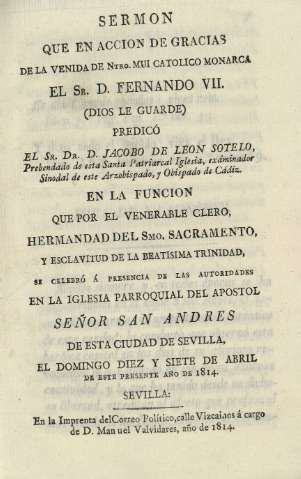 SERMON
QUE EN ACCION DE GRACIAS
DE LA VENIDA DE NTRO. MUI CATOLICO MONARCA
EL SR. D. FERNANDO VII.
(DIOS LE GUARDE)
PREDICÓ
EL SR. DR. D. JACOBO DE LEON SOTELO,
Prebendado de esta Santa Patriarcal Iglesia, examinador
Sinodal de este Arzobispado, y Obispado de Cádiz.
EN LA FUNCION
QUE POR EL VENERABLE CLERO,
HERMANDAD DEL SMO. SACRAMENTO,
Y ESCLAVITUD DE LA BEATISIMA TRINIDAD,
SE CELEBRÓ Á PRESENCIA DE LAS AUTORIDADES
EN LA IGLESIA PARROQUIAL DEL APOSTOL
SEÑOR SAN ANDRES
DE ESTA CIUDAD DE SEVILLA,
EL DOMINGO DIEZ Y SIETE DE ABRIL
DE ESTE PRESENTE AÑO DE 1814.
SEVILLA:
En la Imprenta del Correo Político, calle Vizcainos á cargo
de D. Manuel Valvidares, año de 1814.